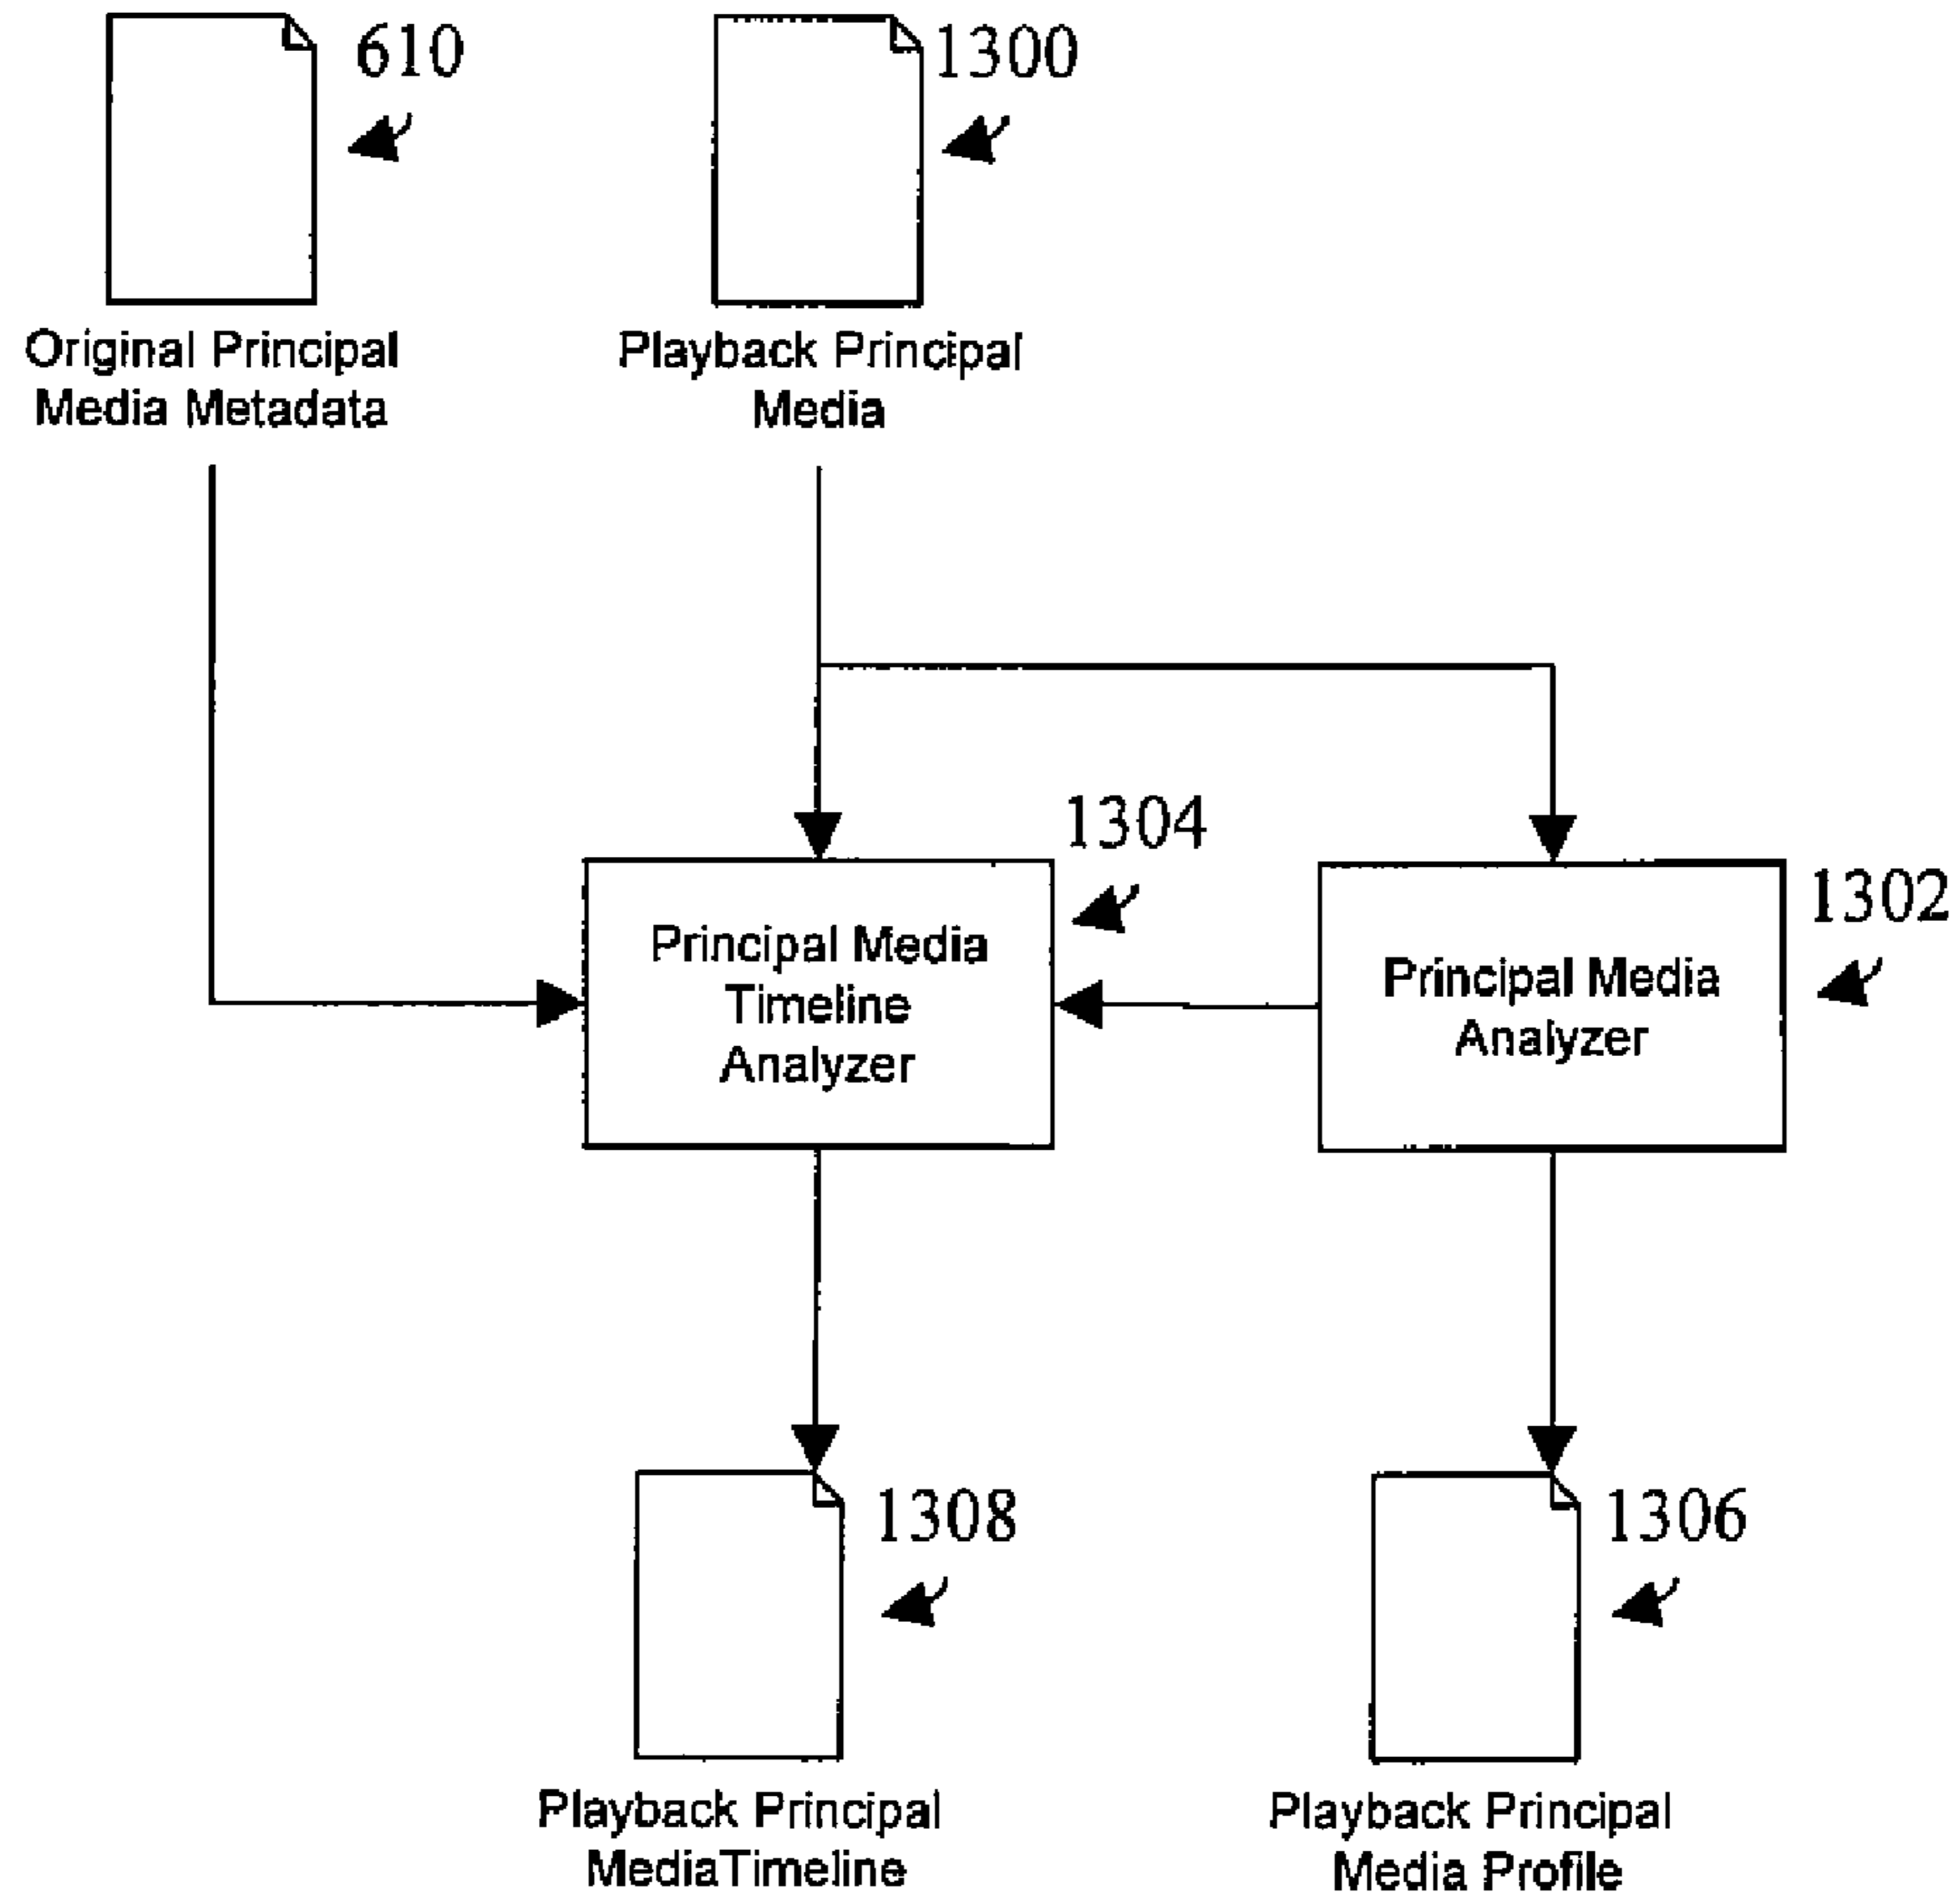 610
1300
Original Principal
Media Metadata
Playback Principal
Media
1304
1302
Principal Media
Timeline
Analyzer
Principal Media
Analyzer
1308
1306
Playback Principal
MediaTimeline
Playback Principal
Media Profile